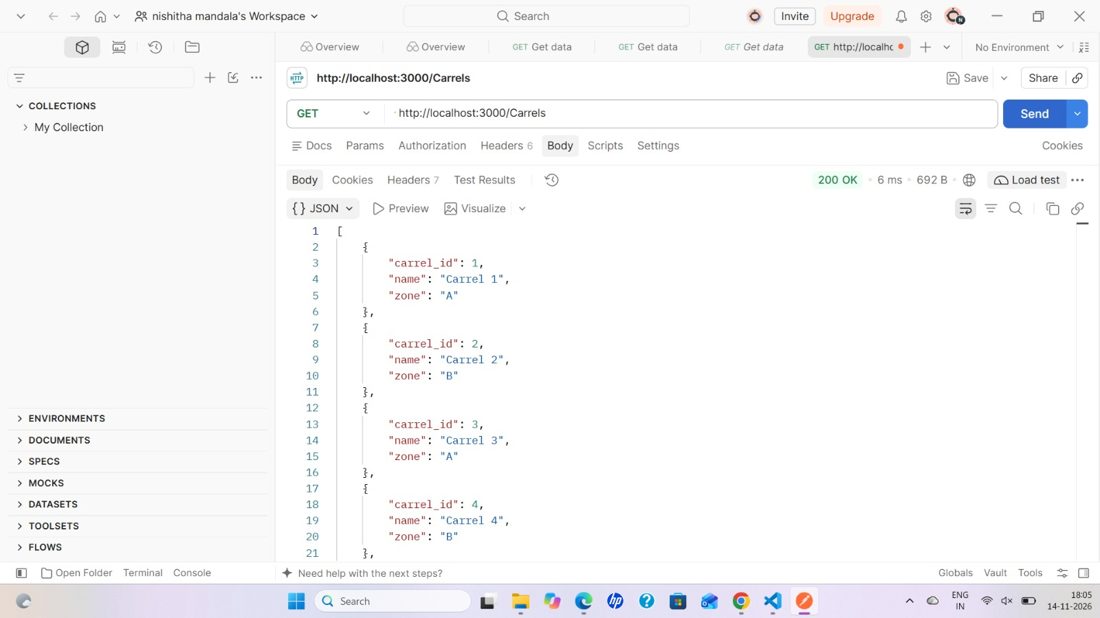 nishitha mandala's Workspace
Search
Invite
Upgrade
N
Overview
Overview
GET Get data
GET Get data
GET Get data
GET http://localhc
No Environment
HTTP http://localhost:3000/Carrels
Save
Share
COLLECTIONS
My Collection
GET
http://localhost:3000/Carrels
Send
Docs Params Authorization Headers 6 Body Scripts Settings
Cookies
Body Cookies Headers 7 Test Results
200 OK • 6 ms • 692 B
Load test
{} JSON
Preview
Visualize
1 [
2 {
3 "carrel_id": 1,
4 "name": "Carrel 1",
5 "zone": "A"
6 },
7 {
8 "carrel_id": 2,
9 "name": "Carrel 2",
10 "zone": "B"
11 },
12 {
13 "carrel_id": 3,
14 "name": "Carrel 3",
15 "zone": "A"
16 },
17 {
18 "carrel_id": 4,
19 "name": "Carrel 4",
20 "zone": "B"
21 },
ENVIRONMENTS
DOCUMENTS
SPECS
MOCKS
DATASETS
TOOLSETS
FLOWS
Open Folder Terminal Console
Need help with the next steps?
Globals Vault Tools
Search
hp
?
ENG
IN
18:05
14-11-2026